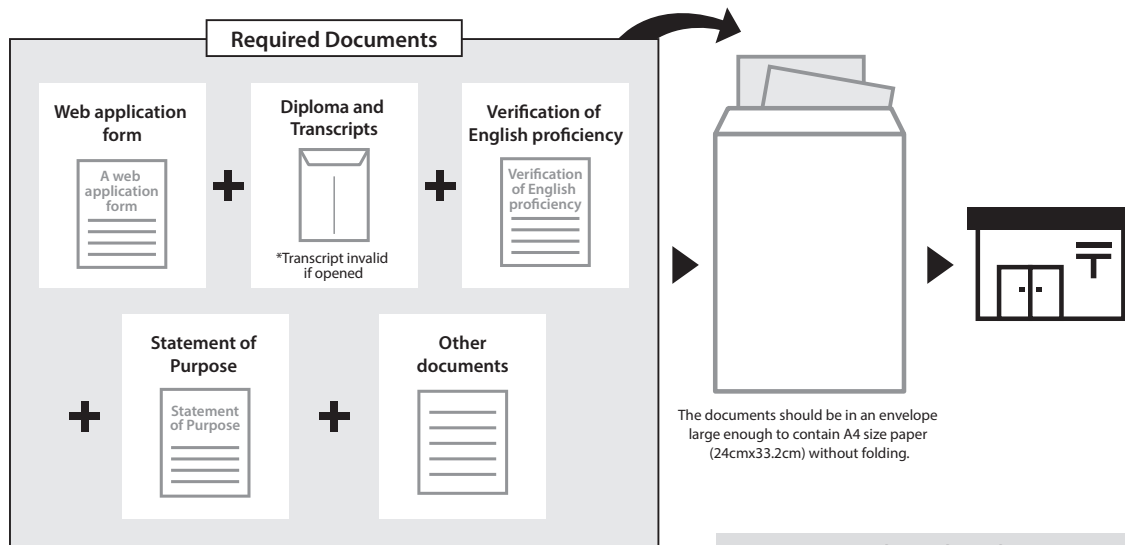 Required Documents
Web application
form
A web
application
form
Diploma and
Transcripts
*Transcript invalid
if opened
Verification of
English proficiency
Verification
of English
proficiency
Statement of
Purpose
Statement
of Purpose
Other
documents
The documents should be in an envelope
large enough to contain A4 size paper
(24cmx33.2cm) without folding.
〒